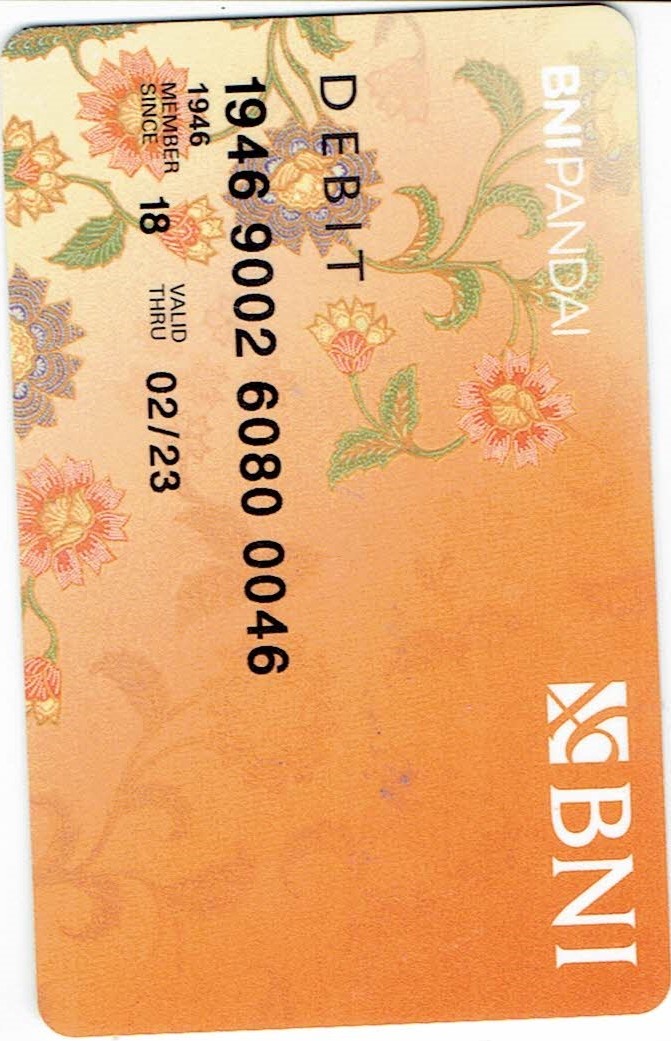 BNI PANDAI
BNI
DEBIT
1946 9002 6080 0046
1946
MEMBER SINCE 18 VALID THRU 02/23